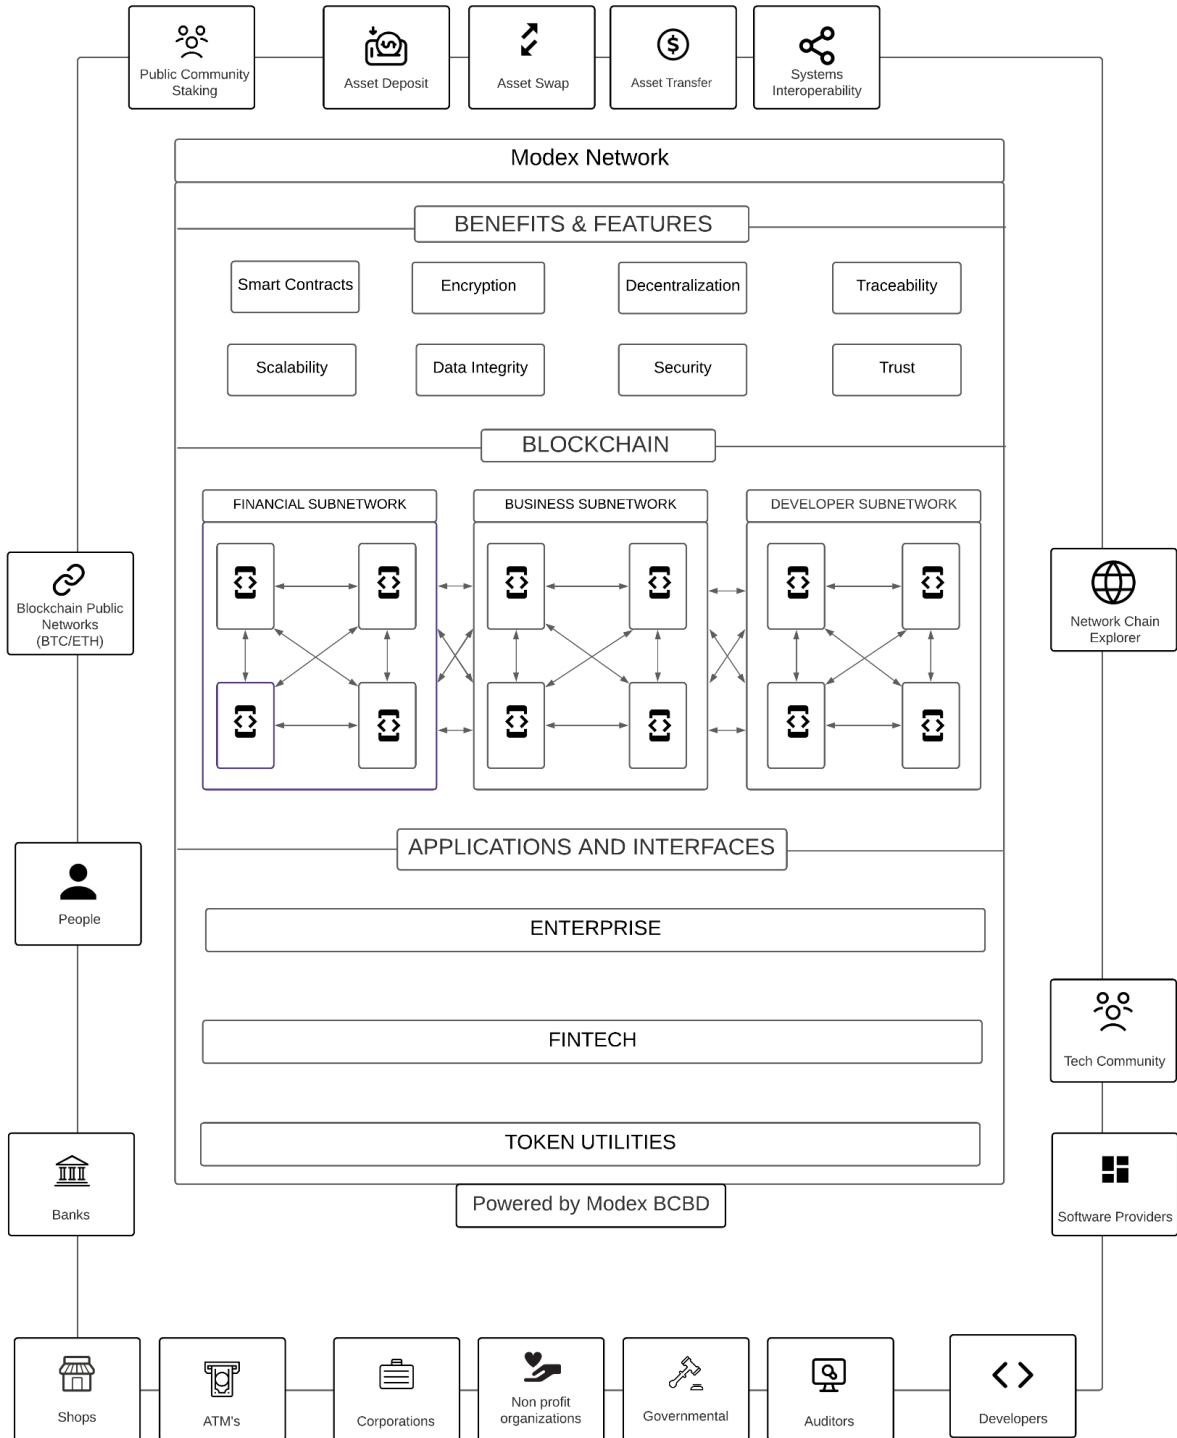 Public Community
Staking
Asset Deposit
Asset Swap
Asset Transfer
Systems
Interoperability
Modex Network
BENEFITS & FEATURES
Smart Contracts
Encryption
Decentralization
Traceability
Scalability
Data Integrity
Security
Trust
BLOCKCHAIN
FINANCIAL SUBNETWORK
BUSINESS SUBNETWORK
DEVELOPER SUBNETWORK
Blockchain Public
Networks
(BTC/ETH)
Network Chain
Explorer
APPLICATIONS AND INTERFACES
People
ENTERPRISE
FINTECH
Tech Community
TOKEN UTILITIES
Powered by Modex BCBD
Banks
Software Providers
Shops
ATM's
Corporations
Non profit
organizations
Governmental
Auditors
Developers